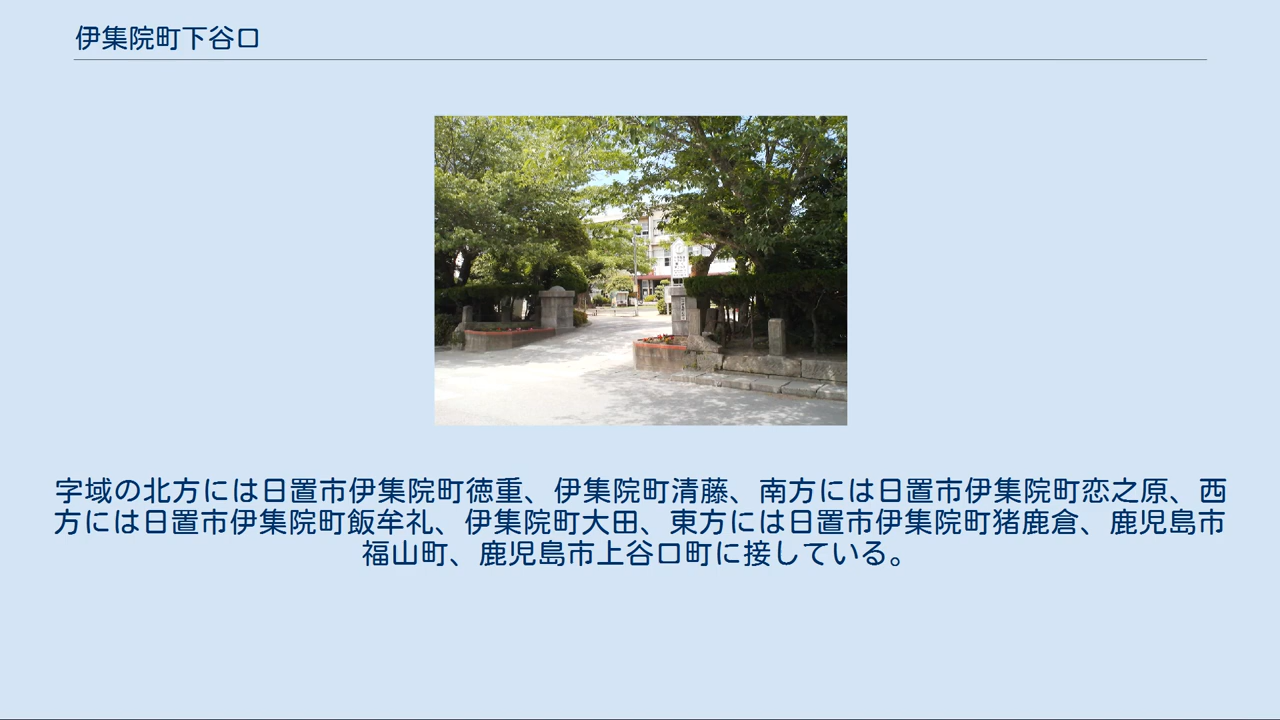 伊集院町下谷口
字域の北方には日置市伊集院町徳重、伊集院町清藤、南方には日置市伊集院町恋之原、西
方には日置市伊集院町飯牟礼、伊集院町大田、東方には日置市伊集院町猪鹿倉、鹿児島市
福山町、鹿児島市上谷口町に接している。